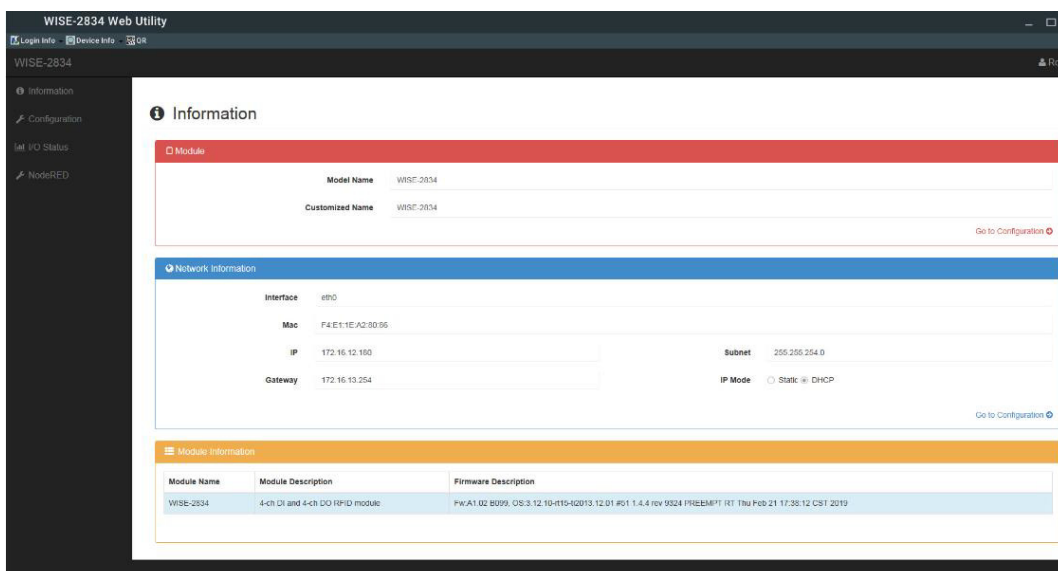 WISE-2834 Web Utility
Login Info Device Info QR
WISE-2834
Information
Configuration
I/O Status
NodeRED
Information
Module
Model Name WISE-2834
Customized Name WISE-2834
Go to Configuration
Network Information
Interface eth0
Mac F4:E1:1E:A2:80:86
IP 172.16.12.180 Subnet 255.255.254.0
Gateway 172.16.13.254 IP Mode Static DHCP
Go to Configuration
Module Information
Module Name Module Description Firmware Description
WISE-2834 4-ch DI and 4-ch DO RFID module Fw:A1.02 B099, OS:3.12.10-rt15-ti2013.12.01 #51 1.4.4 rev 9324 PREEMPT RT Thu Feb 21 17:38:12 CST 2019